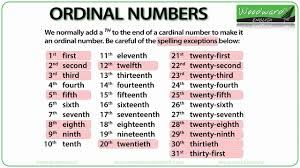 ORDINAL NUMBERS
Woodward
ENGLISH
We normally add a TH to the end of a cardinal number to make it
an ordinal number. Be careful of the spelling exceptions below:
1st first
2nd second
3rd third
4th fourth
5th fifth
6th sixth
7th seventh
8th eighth
9th ninth
10th tenth
11th eleventh
12th twelfth
13th thirteenth
14th fourteenth
15th fifteenth
16th sixteenth
17th seventeenth
18th eighteenth
19th nineteenth
20th twentieth
21st twenty-first
22nd twenty-second
23rd twenty-third
24th twenty-fourth
25th twenty-fifth
26th twenty-sixth
27th twenty-seventh
28th twenty-eighth
29th twenty-ninth
30th thirtieth
31st thirty-first